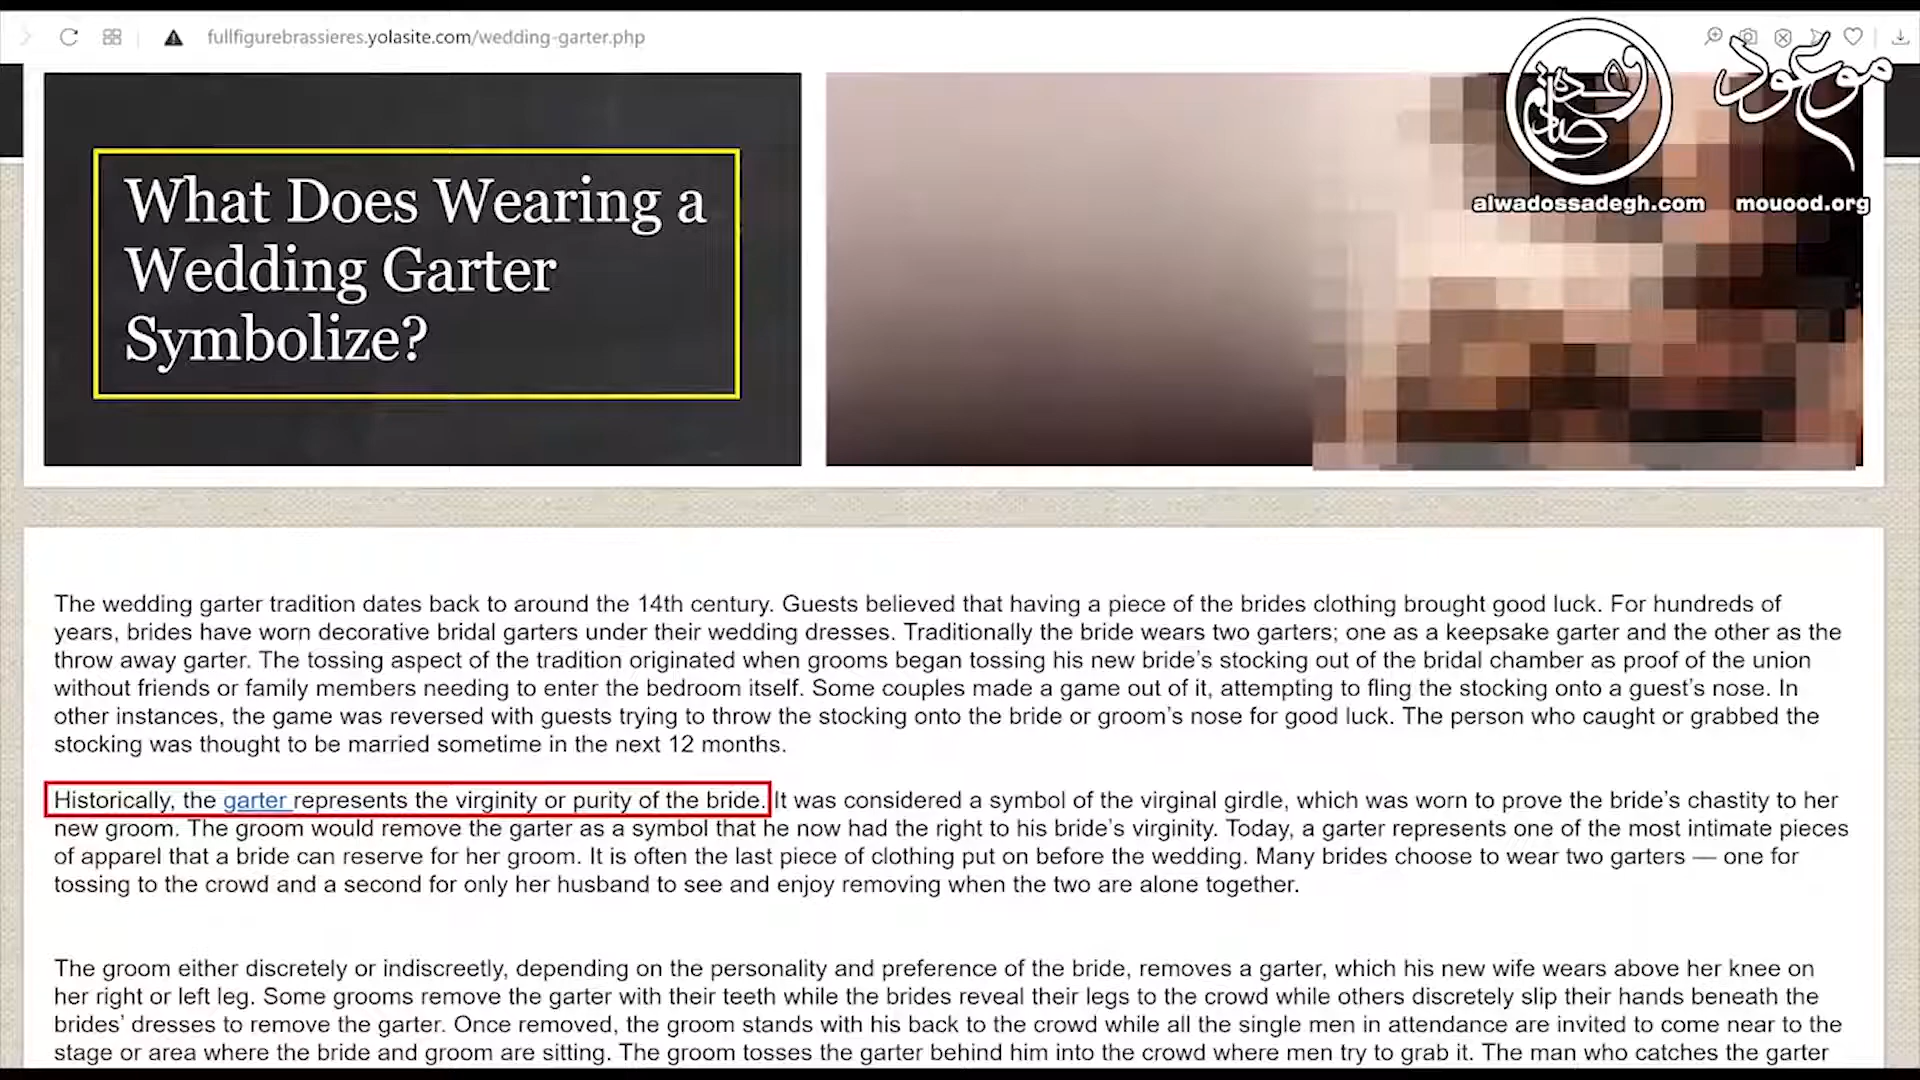 fullfigurebrassieres.yolasite.com/wedding-garter.php
وعده صادق
موعود
alwadossadegh.com
mouood.org
What Does Wearing a
Wedding Garter
Symbolize?
The wedding garter tradition dates back to around the 14th century. Guests believed that having a piece of the brides clothing brought good luck. For hundreds of
years, brides have worn decorative bridal garters under their wedding dresses. Traditionally the bride wears two garters; one as a keepsake garter and the other as the
throw away garter. The tossing aspect of the tradition originated when grooms began tossing his new bride’s stocking out of the bridal chamber as proof of the union
without friends or family members needing to enter the bedroom itself. Some couples made a game out of it, attempting to fling the stocking onto a guest’s nose. In
other instances, the game was reversed with guests trying to throw the stocking onto the bride or groom’s nose for good luck. The person who caught or grabbed the
stocking was thought to be married sometime in the next 12 months.
Historically, the garter represents the virginity or purity of the bride. It was considered a symbol of the virginal girdle, which was worn to prove the bride’s chastity to her
new groom. The groom would remove the garter as a symbol that he now had the right to his bride’s virginity. Today, a garter represents one of the most intimate pieces
of apparel that a bride can reserve for her groom. It is often the last piece of clothing put on before the wedding. Many brides choose to wear two garters — one for
tossing to the crowd and a second for only her husband to see and enjoy removing when the two are alone together.
The groom either discretely or indiscreetly, depending on the personality and preference of the bride, removes a garter, which his new wife wears above her knee on
her right or left leg. Some grooms remove the garter with their teeth while the brides reveal their legs to the crowd while others discretely slip their hands beneath the
brides’ dresses to remove the garter. Once removed, the groom stands with his back to the crowd while all the single men in attendance are invited to come near to the
stage or area where the bride and groom are sitting. The groom tosses the garter behind him into the crowd where men try to grab it. The man who catches the garter